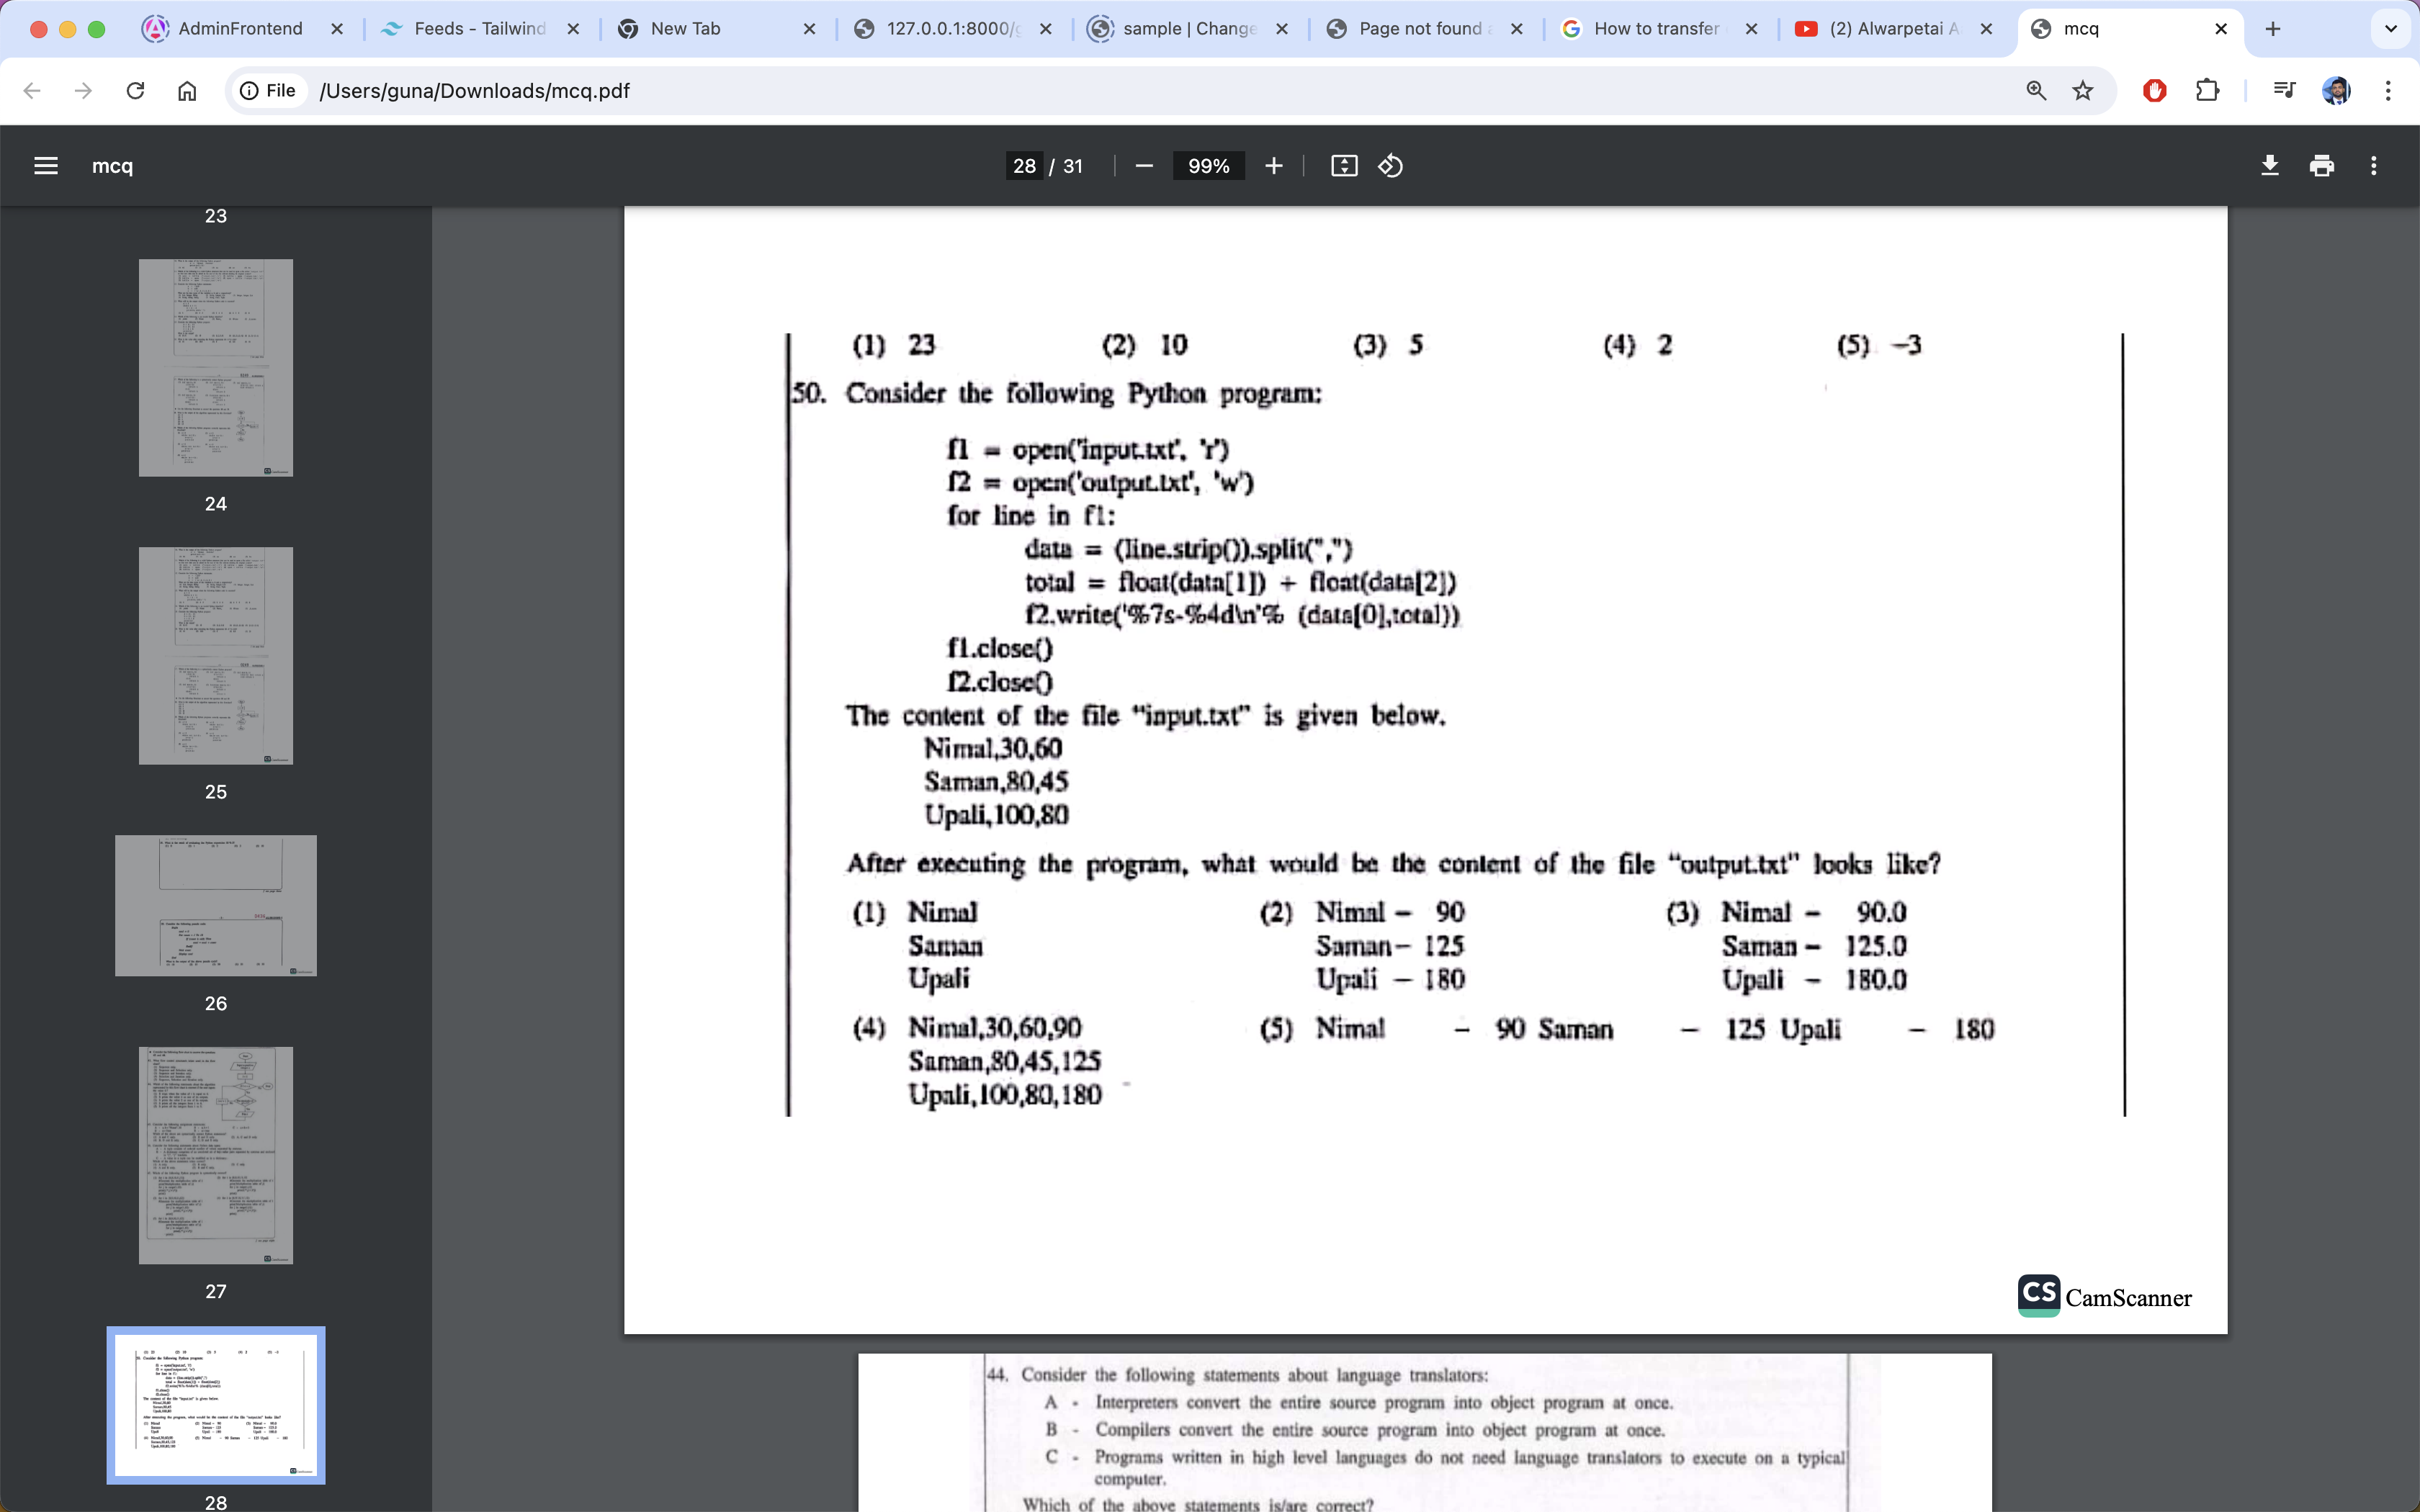 AdminFrontend
Feeds - Tailwind
New Tab
127.0.0.1:8000/g
sample | Change
Page not found a
How to transfer
(2) Alwarpetai A
mcq
File
/Users/guna/Downloads/mcq.pdf
mcq
28 / 31
99%
23
24
25
26
27
28
(1) 23 (2) 10 (3) 5 (4) 2 (5) –3
50. Consider the following Python program:
f1 = open('input.txt', 'r')
f2 = open('output.txt', 'w')
for line in f1:
data = (line.strip()).split(",")
total = float(data[1]) + float(data[2])
f2.write('%7s-%4d\n'% (data[0],total))
f1.close()
f2.close()
The content of the file “input.txt” is given below.
Nimal,30,60
Saman,80,45
Upali,100,80
After executing the program, what would be the content of the file “output.txt” looks like?
(1) Nimal (2) Nimal – 90 (3) Nimal – 90.0
Saman Saman – 125 Saman – 125.0
Upali Upali – 180 Upali – 180.0
(4) Nimal,30,60,90 (5) Nimal – 90 Saman – 125 Upali – 180
Saman,80,45,125
Upali,100,80,180
CS CamScanner
44. Consider the following statements about language translators:
A - Interpreters convert the entire source program into object program at once.
B - Compilers convert the entire source program into object program at once.
C - Programs written in high level languages do not need language translators to execute on a typical
computer.
Which of the above statements is/are correct?